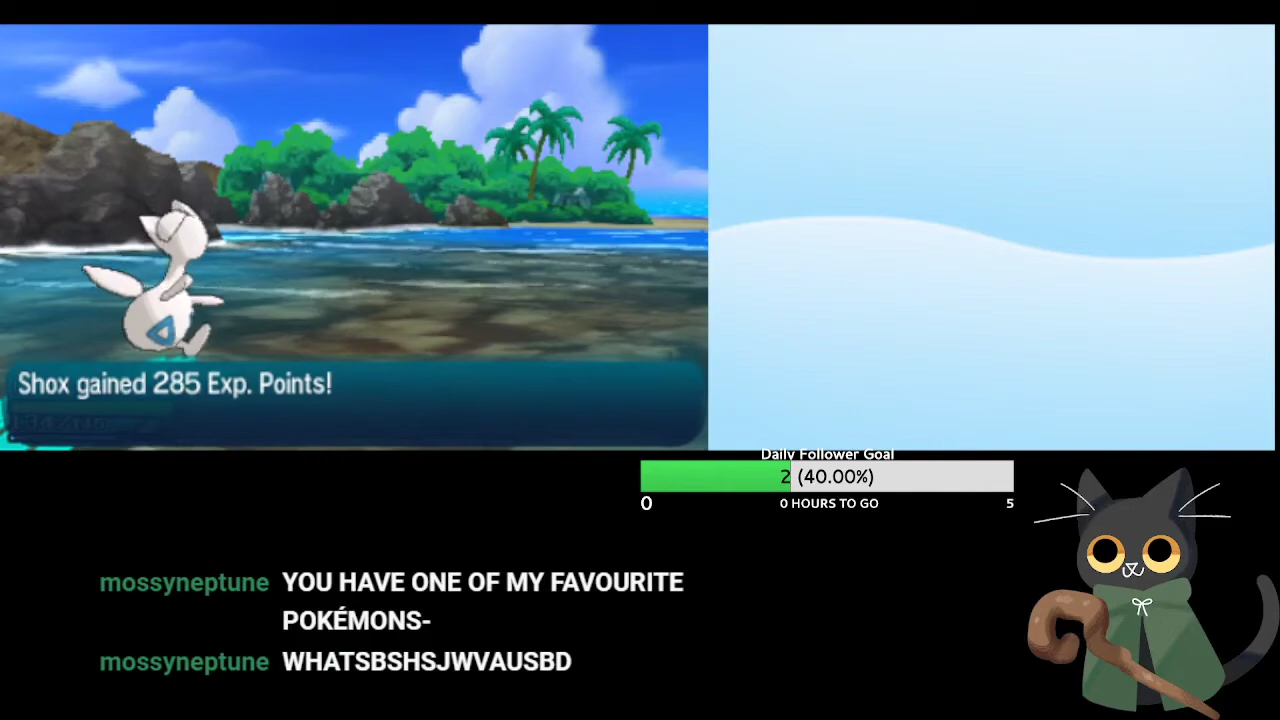 Shox gained 285 Exp. Points!
Daily Follower Goal
2 (40.00%)
0
0 HOURS TO GO
5
mossyneptune YOU HAVE ONE OF MY FAVOURITE
POKÉMONS-
mossyneptune WHATSBSHSJWVAUSBD